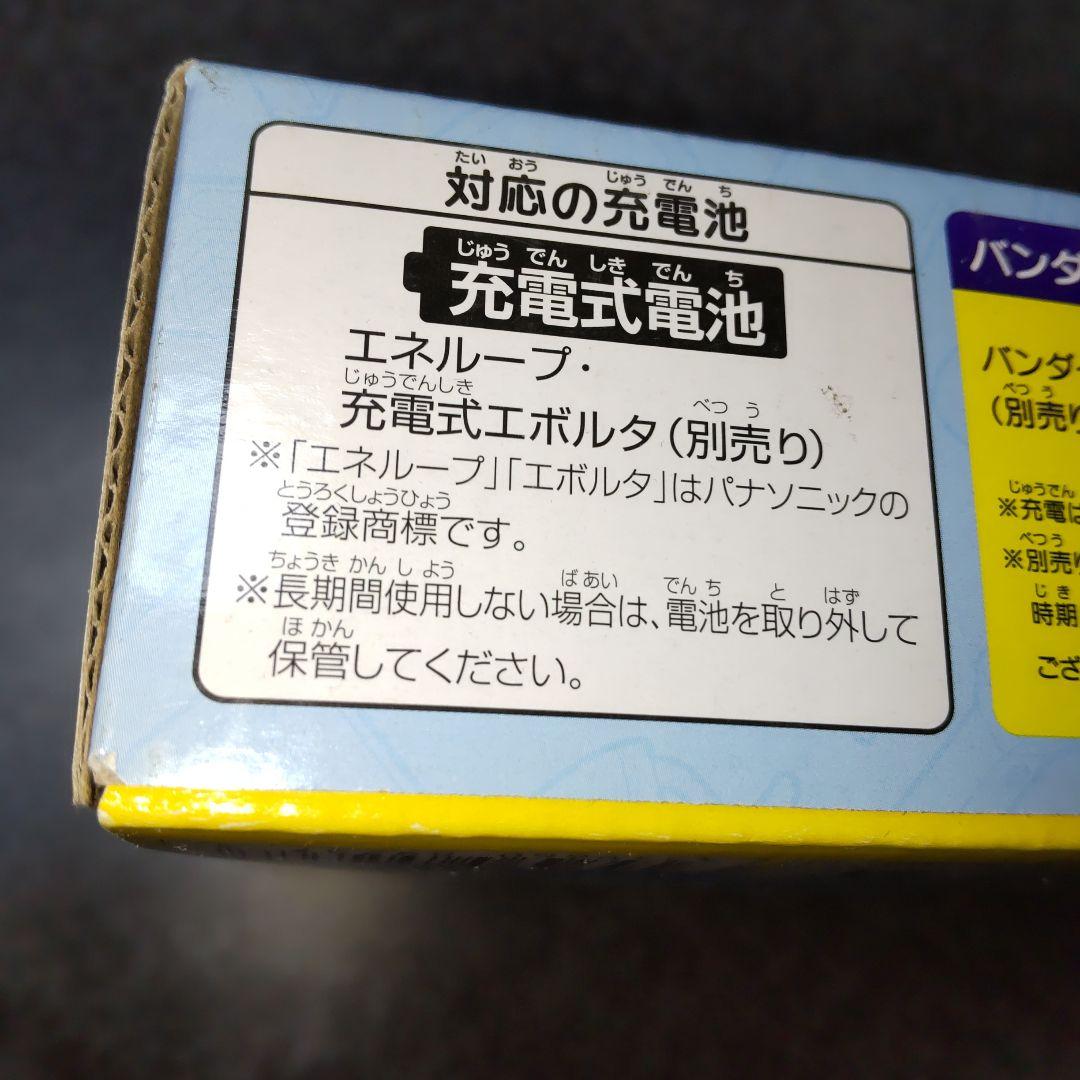 たい おう じゅう でん ち
対応の充電池
じゅう でん しき でん ち
充電式電池
エネループ・
じゅうでんしき べつ う
充電式エボルタ(別売り)
※「エネループ」「エボルタ」はパナソニックの
とうろくしょうひょう
登録商標です。
ちょうき かん し よう ば あい でん ち と はず
※長期間使用しない場合は、電池を取り外して
ほ かん
保管してください。
バンダ
バンダ
べつ う
(別売り
じゅうでん
※充電は
べつ う
※別売り
じ き
時期
ござ